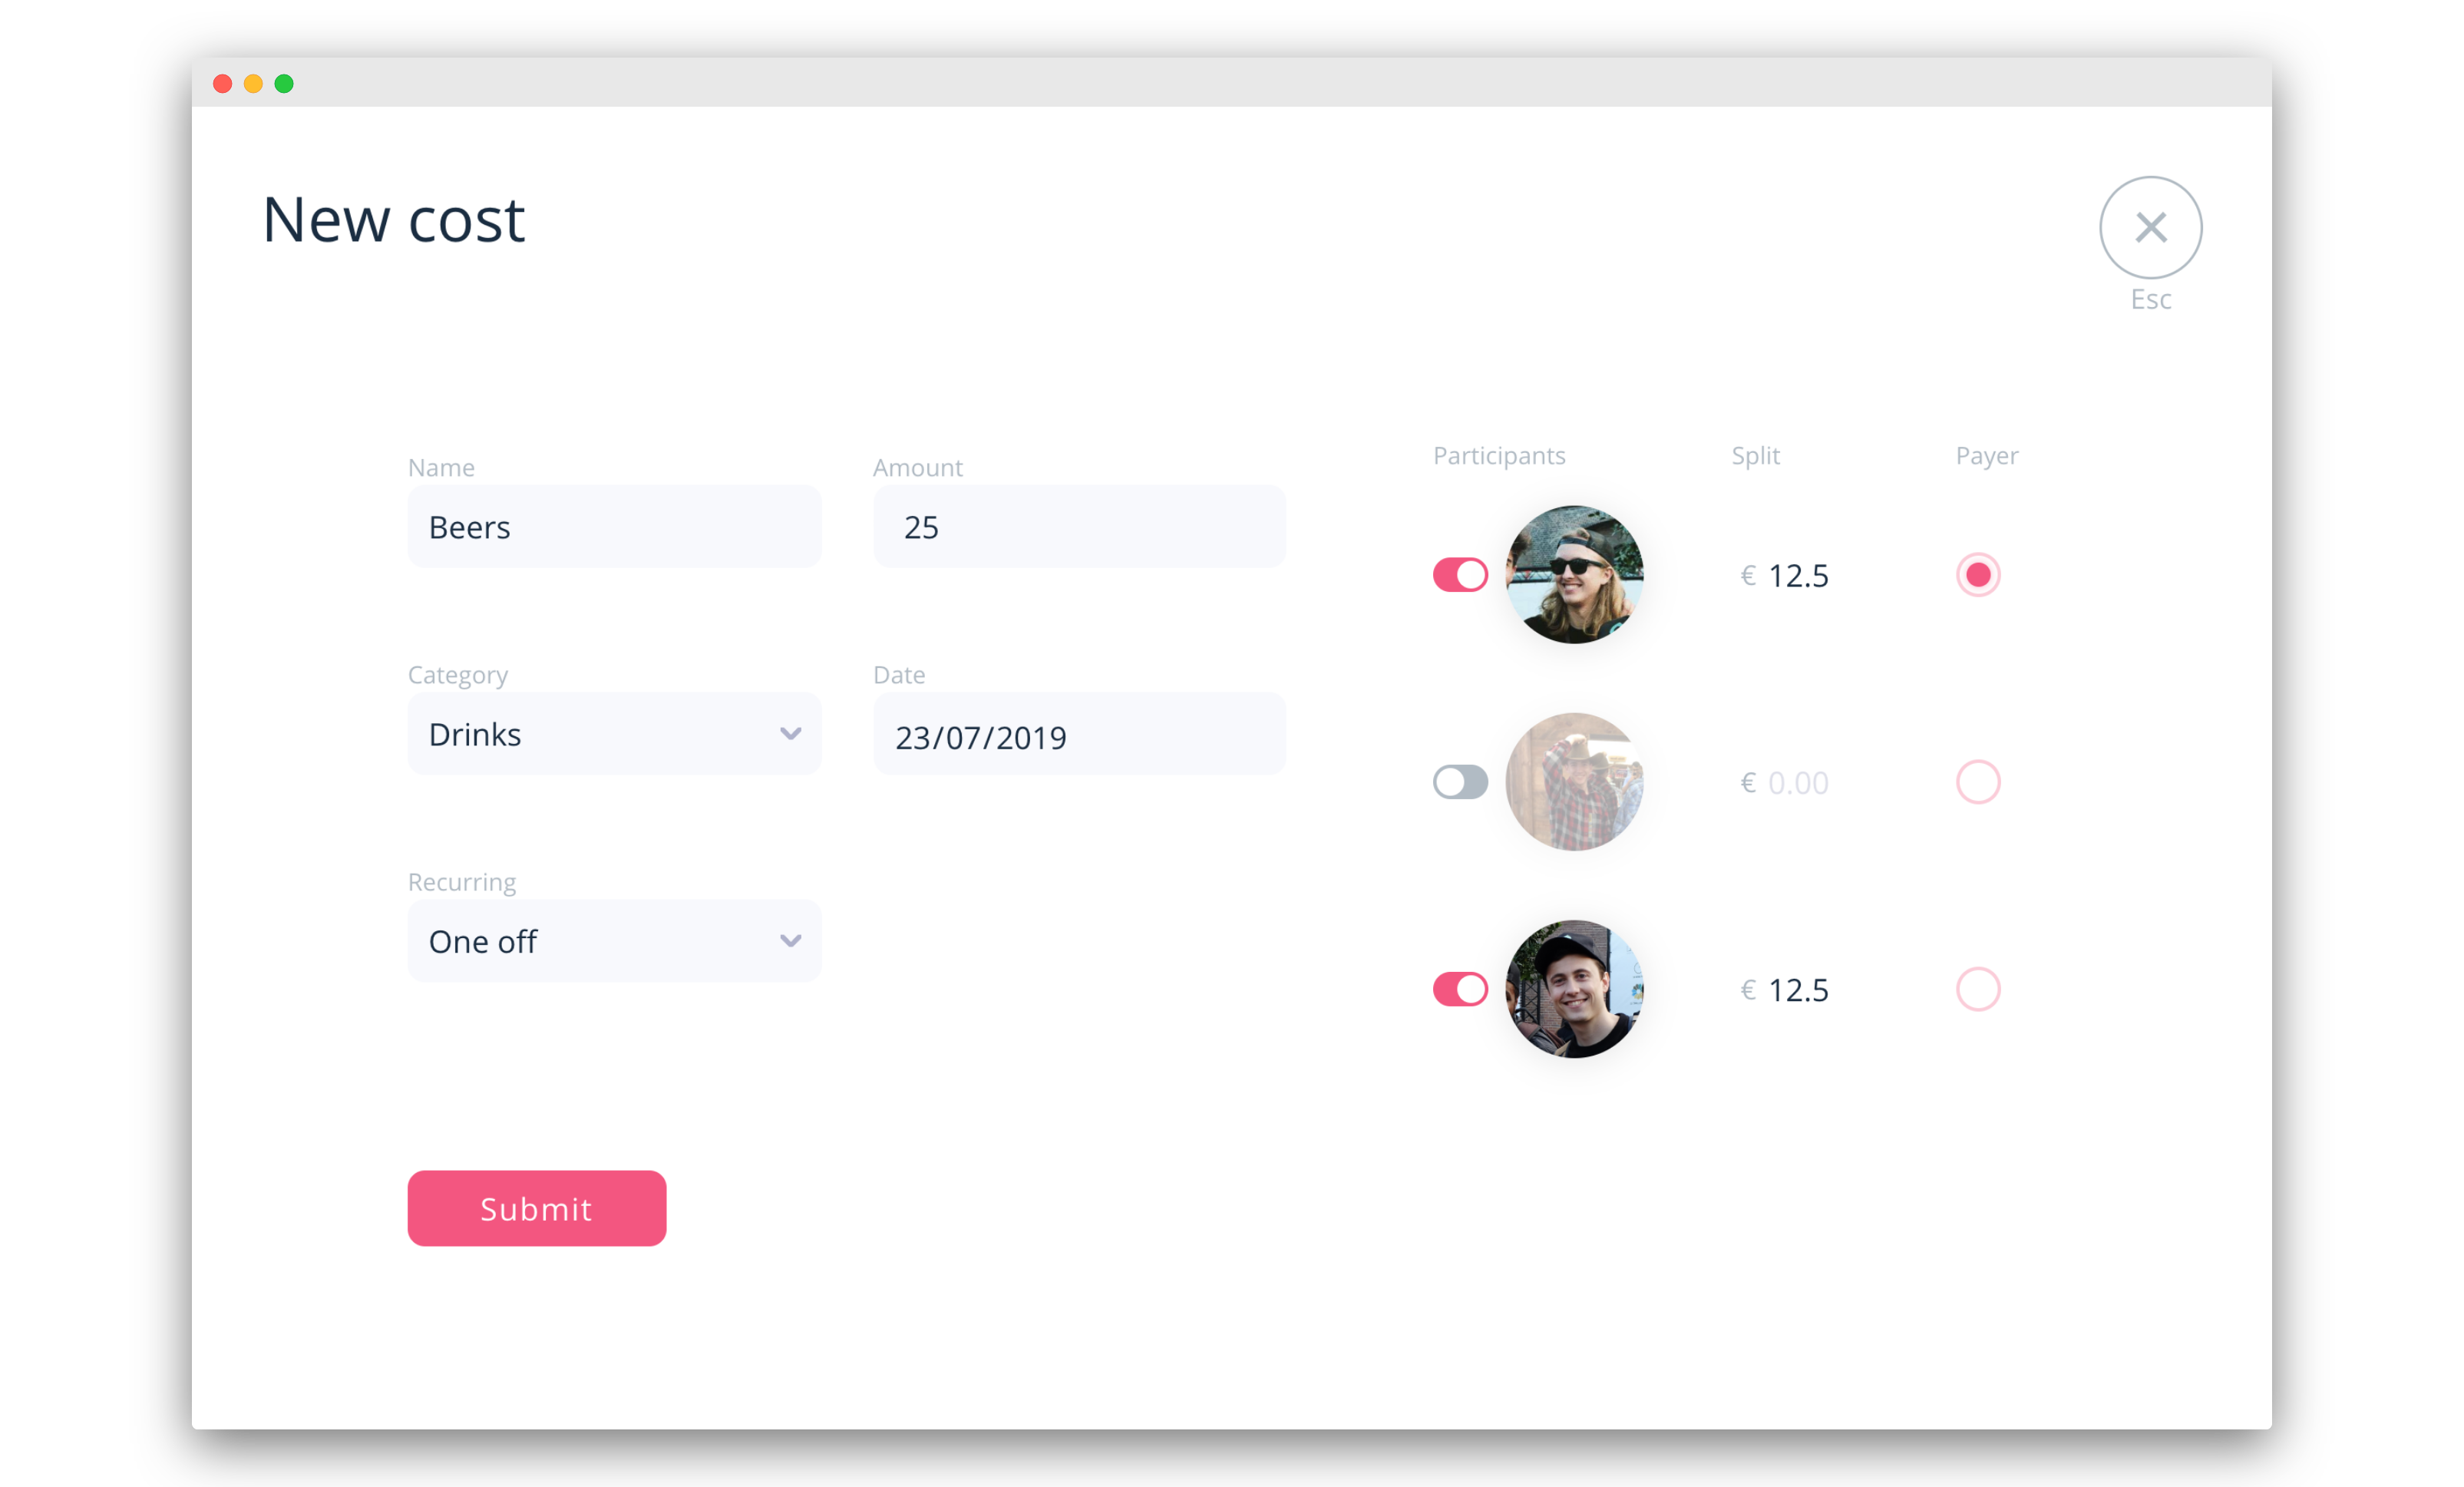 New cost
Esc
Name
Beers
Amount
25
Category
Drinks
Date
23/07/2019
Recurring
One off
Submit
Participants Split Payer
€ 12.5
€ 0.00
€ 12.5